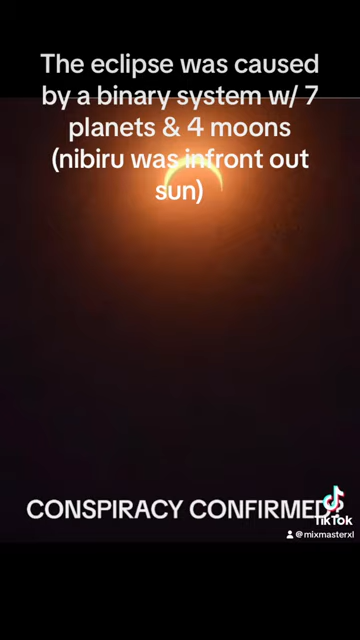 The eclipse was caused
by a binary system w/ 7
planets & 4 moons
(nibiru was infront out
sun)
CONSPIRACY CONFIRMED?
TikTok
@mixmasterxl